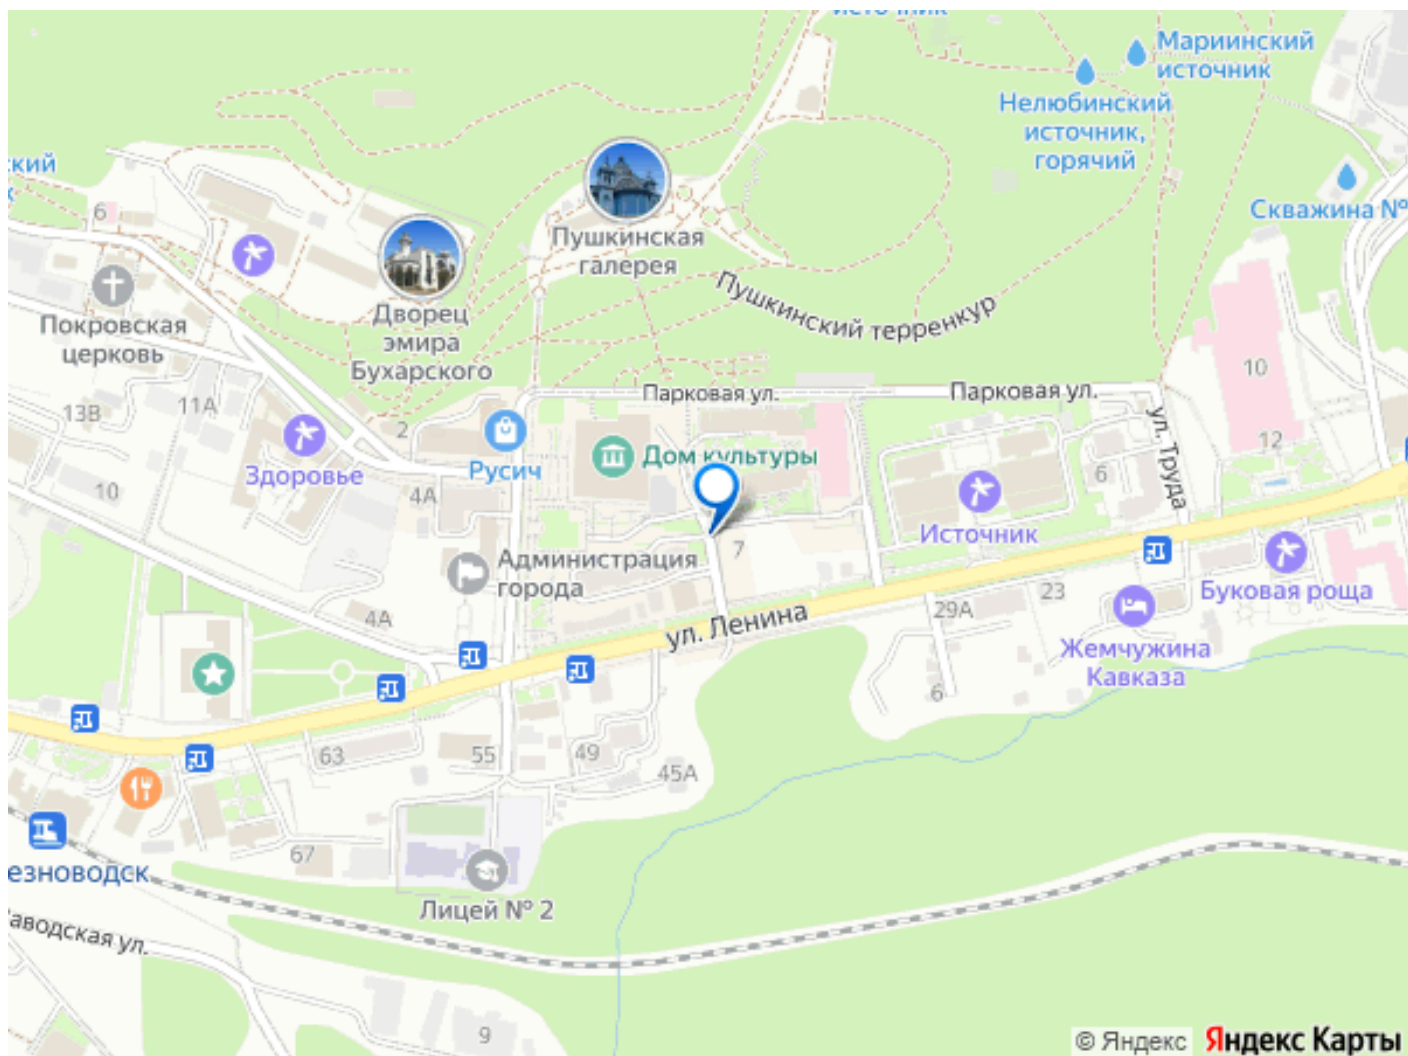 источник
Мариинский
источник
Нелюбинский
источник,
горячий
ский
к
6
Скважина №
Пушкинская
галерея
Пушкинский терренкур
Покровская
церковь
Дворец
эмира
Бухарского
13В
11А
2
Парковая ул.
Парковая ул.
10
12
ул. Труда
Дом культуры
Русич
Здоровье
4А
10
6
Источник
7
Администрация
города
4А
ул. Ленина
29А
23
Буковая роща
Жемчужина
Кавказа
6
63
55
49
45А
67
езноводск
Лицей № 2
Заводская ул.
9
© Яндекс
Яндекс Карты